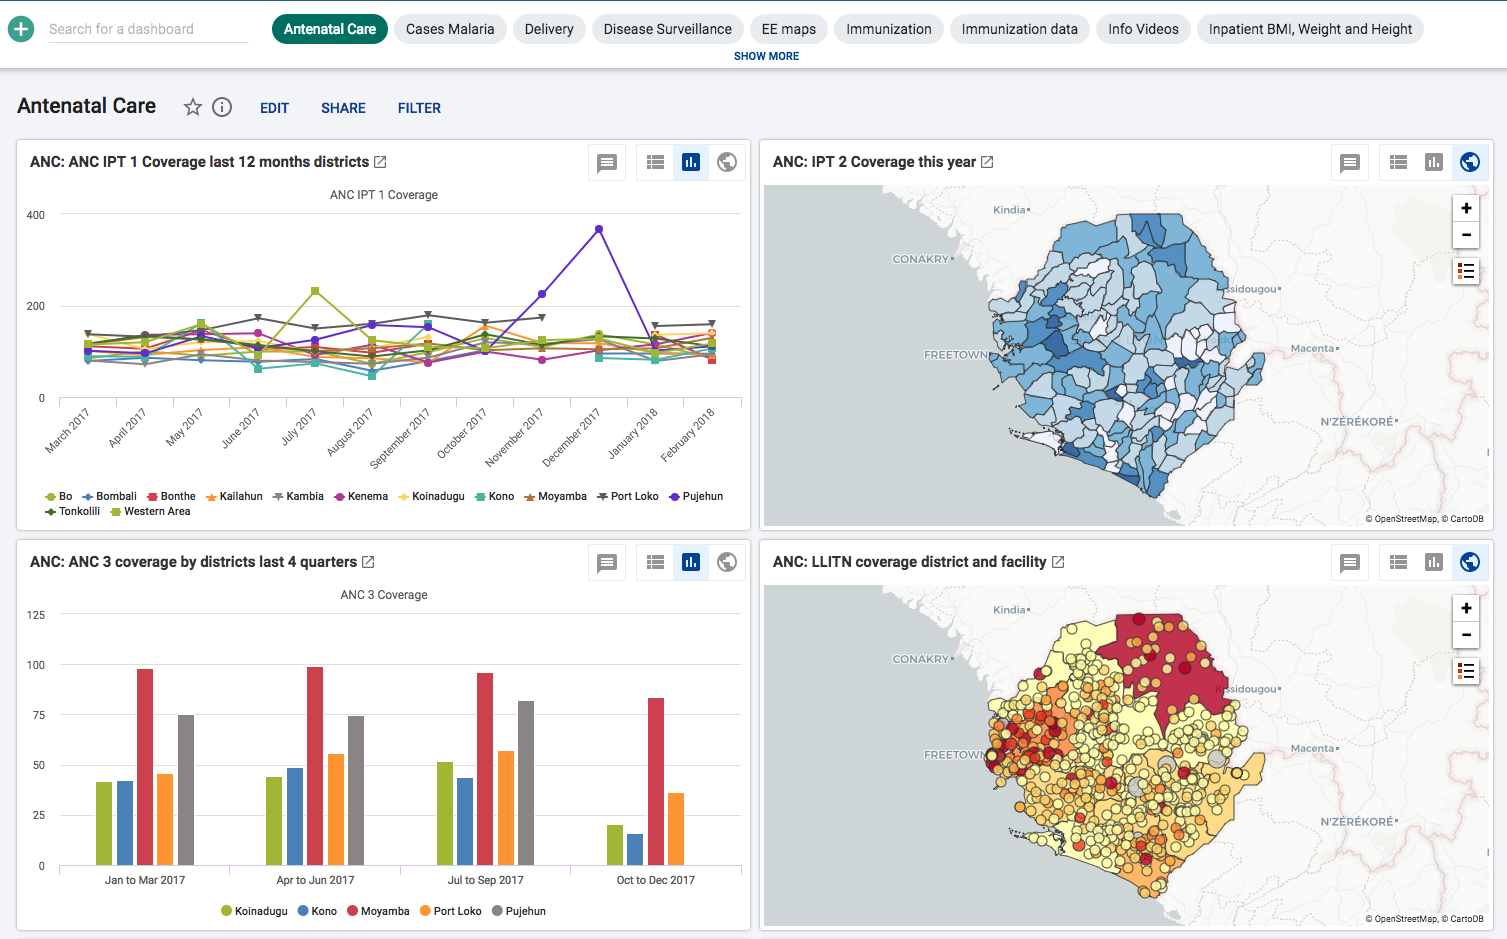 Search for a dashboard
Antenatal Care
Cases Malaria
Delivery
Disease Surveillance
EE maps
Immunization
Immunization data
Info Videos
Inpatient BMI, Weight and Height
SHOW MORE
Antenatal Care
EDIT
SHARE
FILTER
ANC: ANC IPT 1 Coverage last 12 months districts
ANC IPT 1 Coverage
400
200
0
March 2017
April 2017
May 2017
June 2017
July 2017
August 2017
September 2017
October 2017
November 2017
December 2017
January 2018
February 2018
Bo Bombali Bonthe Kailahun Kambia Kenema Koinadugu Kono Moyamba Port Loko Pujehun
Tonkolili Western Area
ANC: IPT 2 Coverage this year
+
−
Kindia
CONAKRY
ssidougou
FREETOWN
Macenta
N'ZÉRÉKORÉ
© OpenStreetMap, © CartoDB
ANC: ANC 3 coverage by districts last 4 quarters
ANC 3 Coverage
125
100
75
50
25
0
Jan to Mar 2017
Apr to Jun 2017
Jul to Sep 2017
Oct to Dec 2017
Koinadugu Kono Moyamba Port Loko Pujehun
ANC: LLITN coverage district and facility
+
−
Kindia
CONAKRY
Kissidougou
FREETOWN
Macenta
N'ZÉRÉKORÉ
© OpenStreetMap, © CartoDB